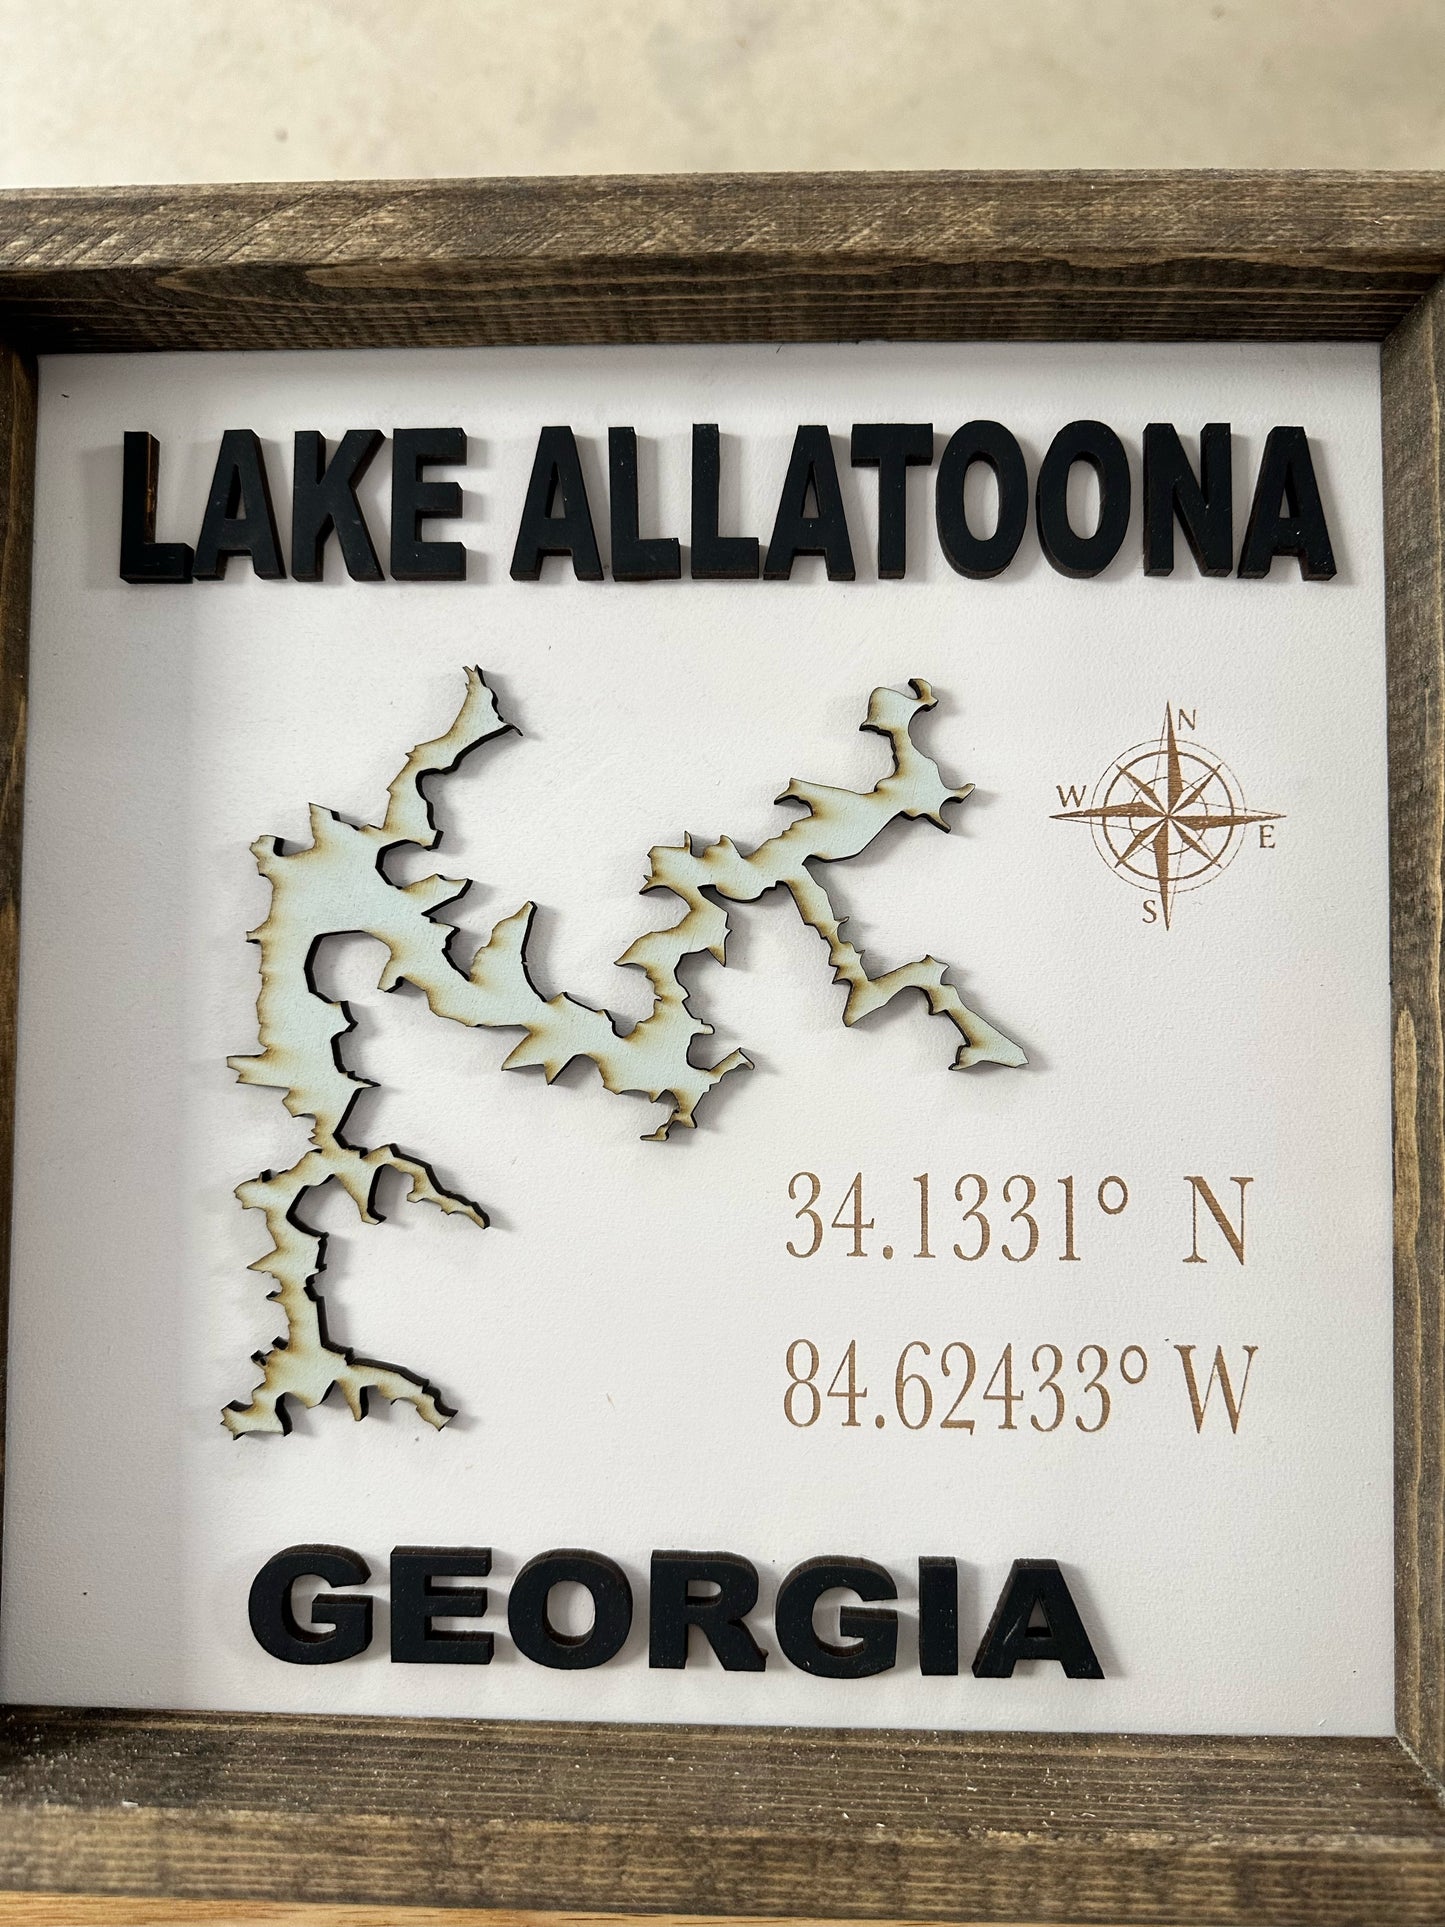 LAKE ALLATOONA
N
W
E
S
34.1331° N
84.62433° W
GEORGIA